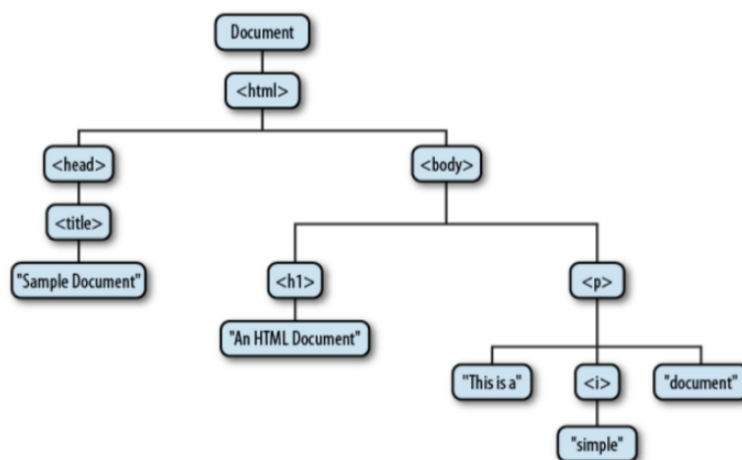 Document
<html>
<head>
<body>
<title>
"Sample Document"
<h1>
<p>
"An HTML Document"
"This is a"
<i>
"document"
"simple"